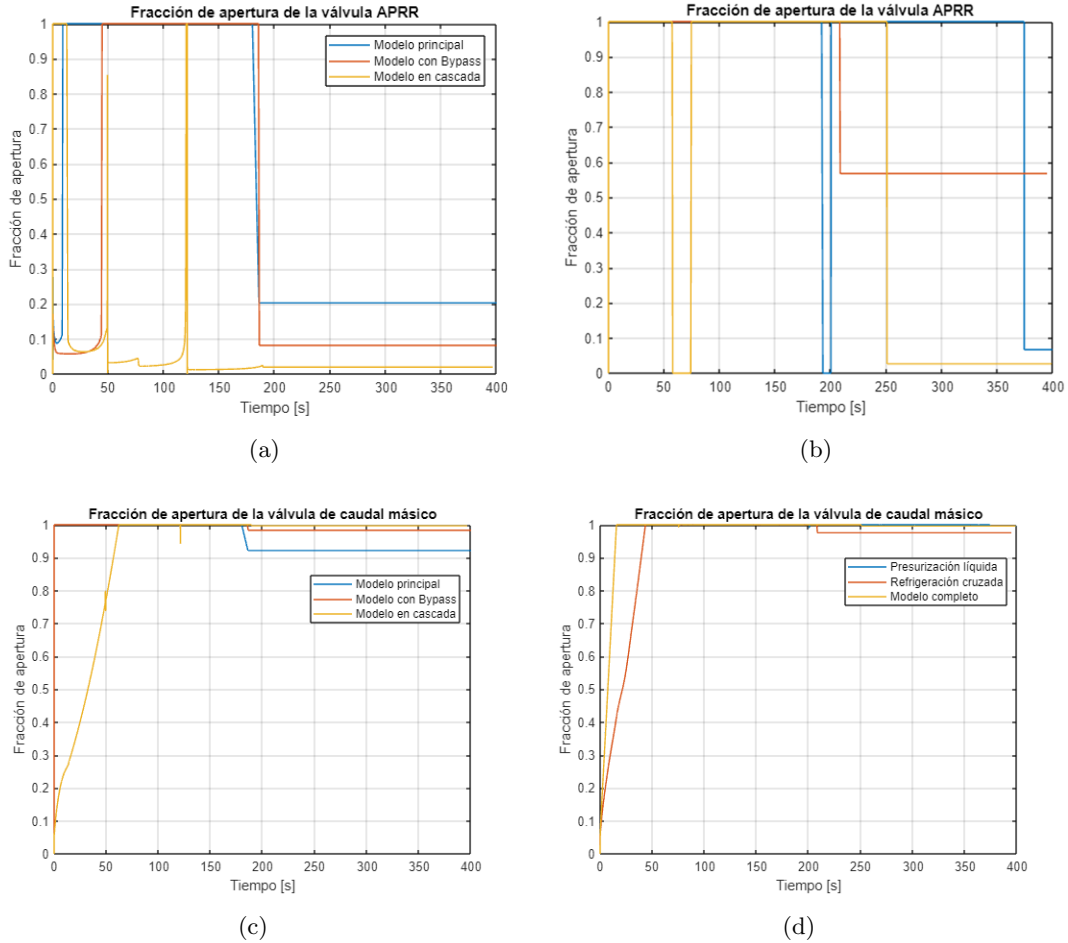 Fracción de apertura de la válvula APRR
Fracción de apertura
1
0.9
0.8
0.7
0.6
0.5
0.4
0.3
0.2
0.1
0
Modelo principal
Modelo con Bypass
Modelo en cascada
0 50 100 150 200 250 300 350 400
Tiempo [s]
(a)
Fracción de apertura de la válvula APRR
Fracción de apertura
1
0.9
0.8
0.7
0.6
0.5
0.4
0.3
0.2
0.1
0
0 50 100 150 200 250 300 350 400
Tiempo [s]
(b)
Fracción de apertura de la válvula de caudal másico
Fracción de apertura
1
0.9
0.8
0.7
0.6
0.5
0.4
0.3
0.2
0.1
0
Modelo principal
Modelo con Bypass
Modelo en cascada
0 50 100 150 200 250 300 350 400
Tiempo [s]
(c)
Fracción de apertura de la válvula de caudal másico
Fracción de apertura
1
0.9
0.8
0.7
0.6
0.5
0.4
0.3
0.2
0.1
0
Presurización líquida
Refrigeración cruzada
Modelo completo
0 50 100 150 200 250 300 350 400
Tiempo [s]
(d)